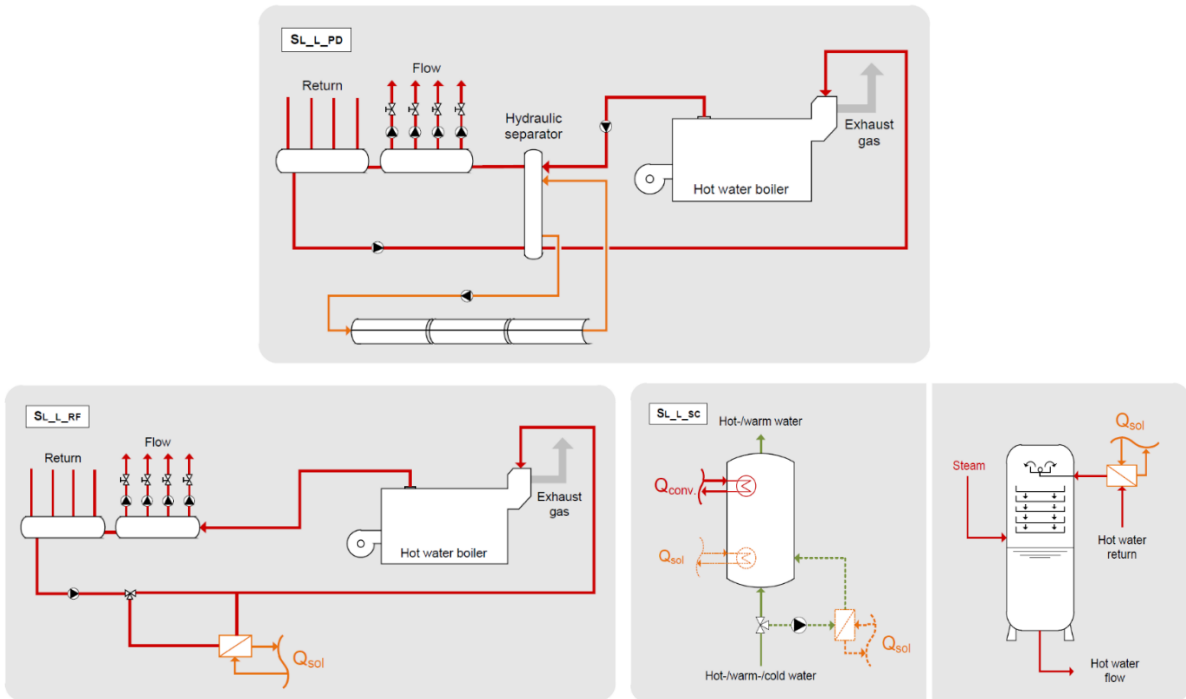 SL_L_PD
Return
Flow
Hydraulic
separator
Hot water boiler
Exhaust
gas
SL_L_RF
Return
Flow
Hot water boiler
Exhaust
gas
Qsol
SL_L_SC
Hot-/warm water
Qconv.
Qsol
Qsol
Hot-/warm-/cold water
Qsol
Steam
Hot water
return
Hot water
flow